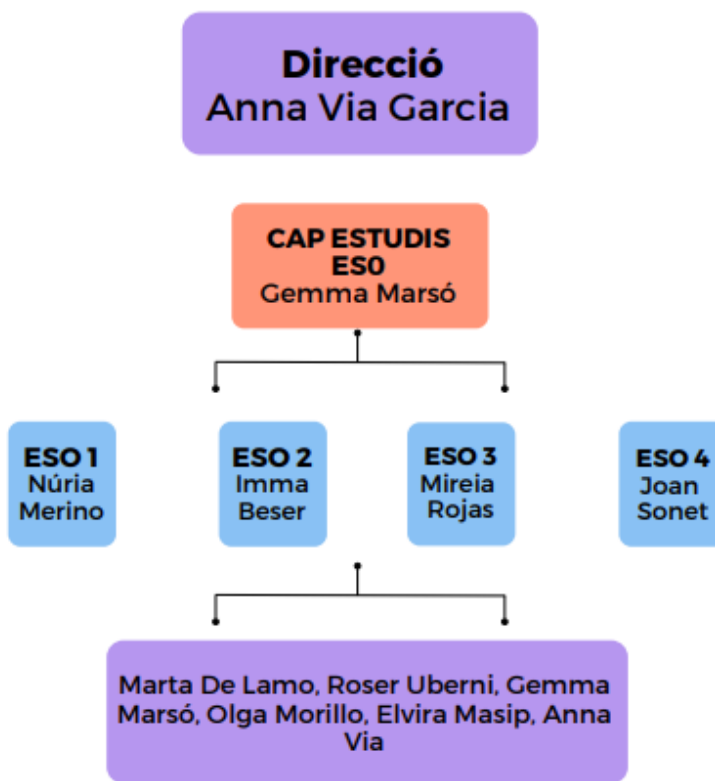 Direcció
Anna Via Garcia
CAP ESTUDIS
ESO
Gemma Marsó
ESO 1
Núria
Merino
ESO 2
Imma
Beser
ESO 3
Mireia
Rojas
ESO 4
Joan
Sonet
Marta De Lamo, Roser Uberni, Gemma
Marsó, Olga Morillo, Elvira Masip, Anna
Via